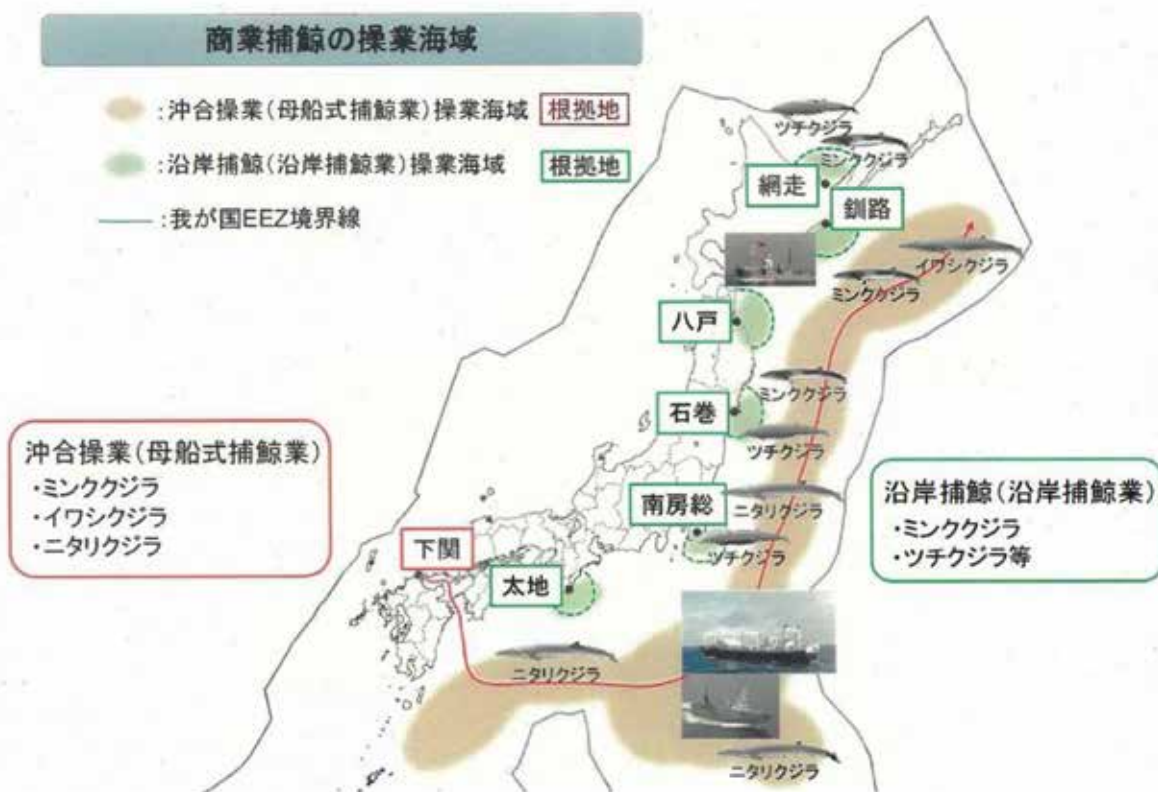 商業捕鯨の操業海域
:沖合操業(母船式捕鯨業)操業海域 根拠地
:沿岸捕鯨(沿岸捕鯨業)操業海域 根拠地
:我が国EEZ境界線
ツチクジラ
ミンククジラ
網走
釧路
イワシクジラ
ミンククジラ
八戸
ミンククジラ
石巻
ツチクジラ
沖合操業(母船式捕鯨業)
・ミンククジラ
・イワシクジラ
・ニタリクジラ
沿岸捕鯨(沿岸捕鯨業)
・ミンククジラ
・ツチクジラ等
南房総
ニタリクジラ
ツチクジラ
下関
太地
ニタリクジラ
ニタリクジラ